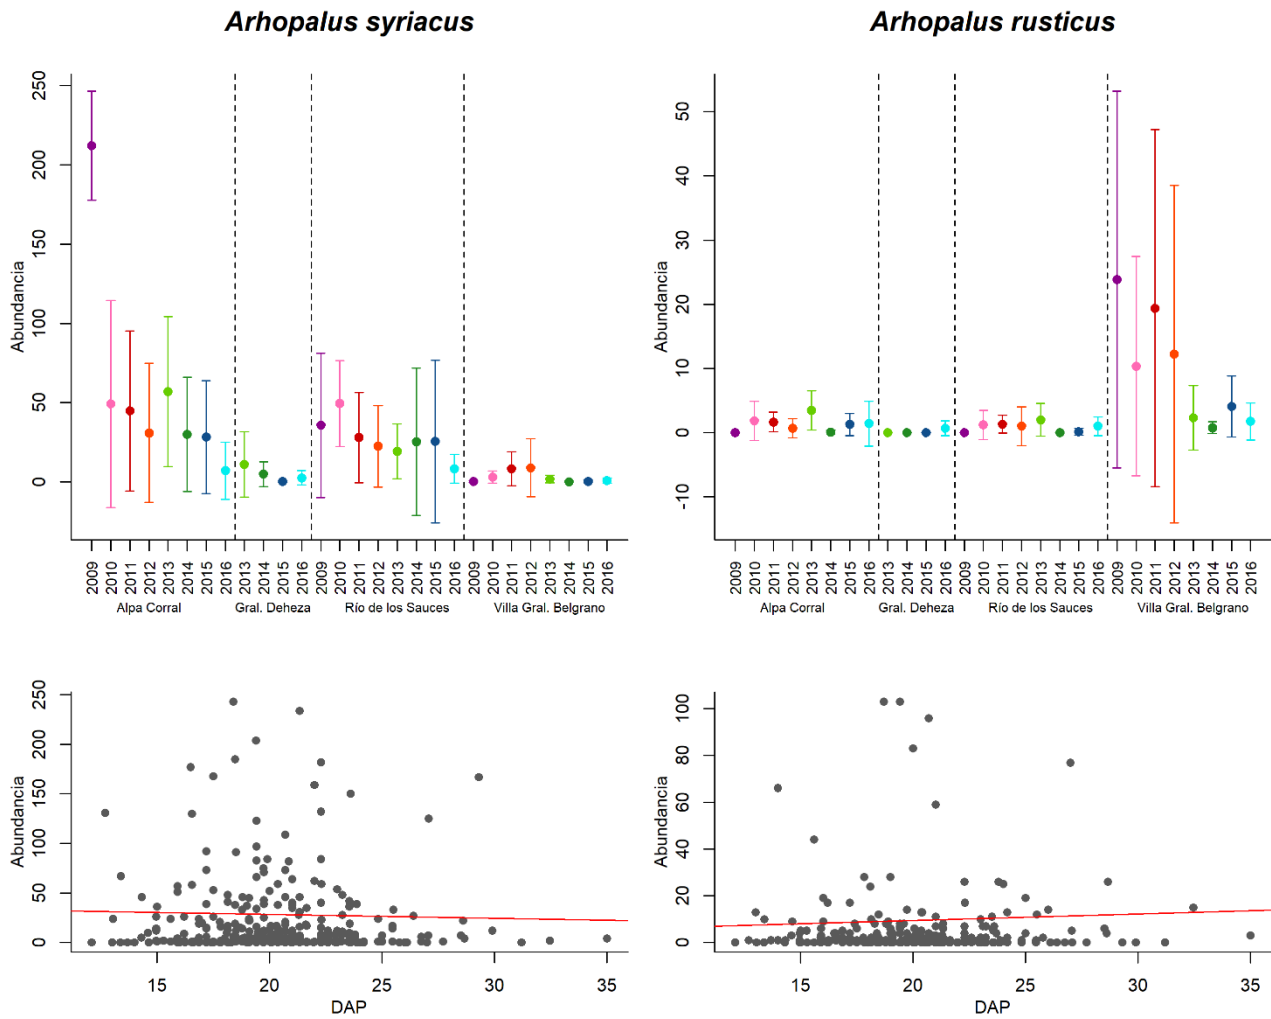 Arhopalus syriacus
Arhopalus rusticus
Abundancia
250
200
150
100
50
0
2009 2010 2011 2012 2013 2014 2015 2016 2013 2014 2015 2016 2009 2010 2011 2012 2013 2014 2015 2016 2009 2010 2011 2012 2013 2014 2015 2016
Alpa Corral Gral. Deheza Río de los Sauces Villa Gral. Belgrano
Abundancia
50
40
30
20
10
0
-10
2009 2010 2011 2012 2013 2014 2015 2016 2013 2014 2015 2016 2009 2010 2011 2012 2013 2014 2015 2016 2009 2010 2011 2012 2013 2014 2015 2016
Alpa Corral Gral. Deheza Río de los Sauces Villa Gral. Belgrano
Abundancia
250
200
150
100
50
0
15 20 25 30 35
DAP
Abundancia
100
80
60
40
20
0
15 20 25 30 35
DAP